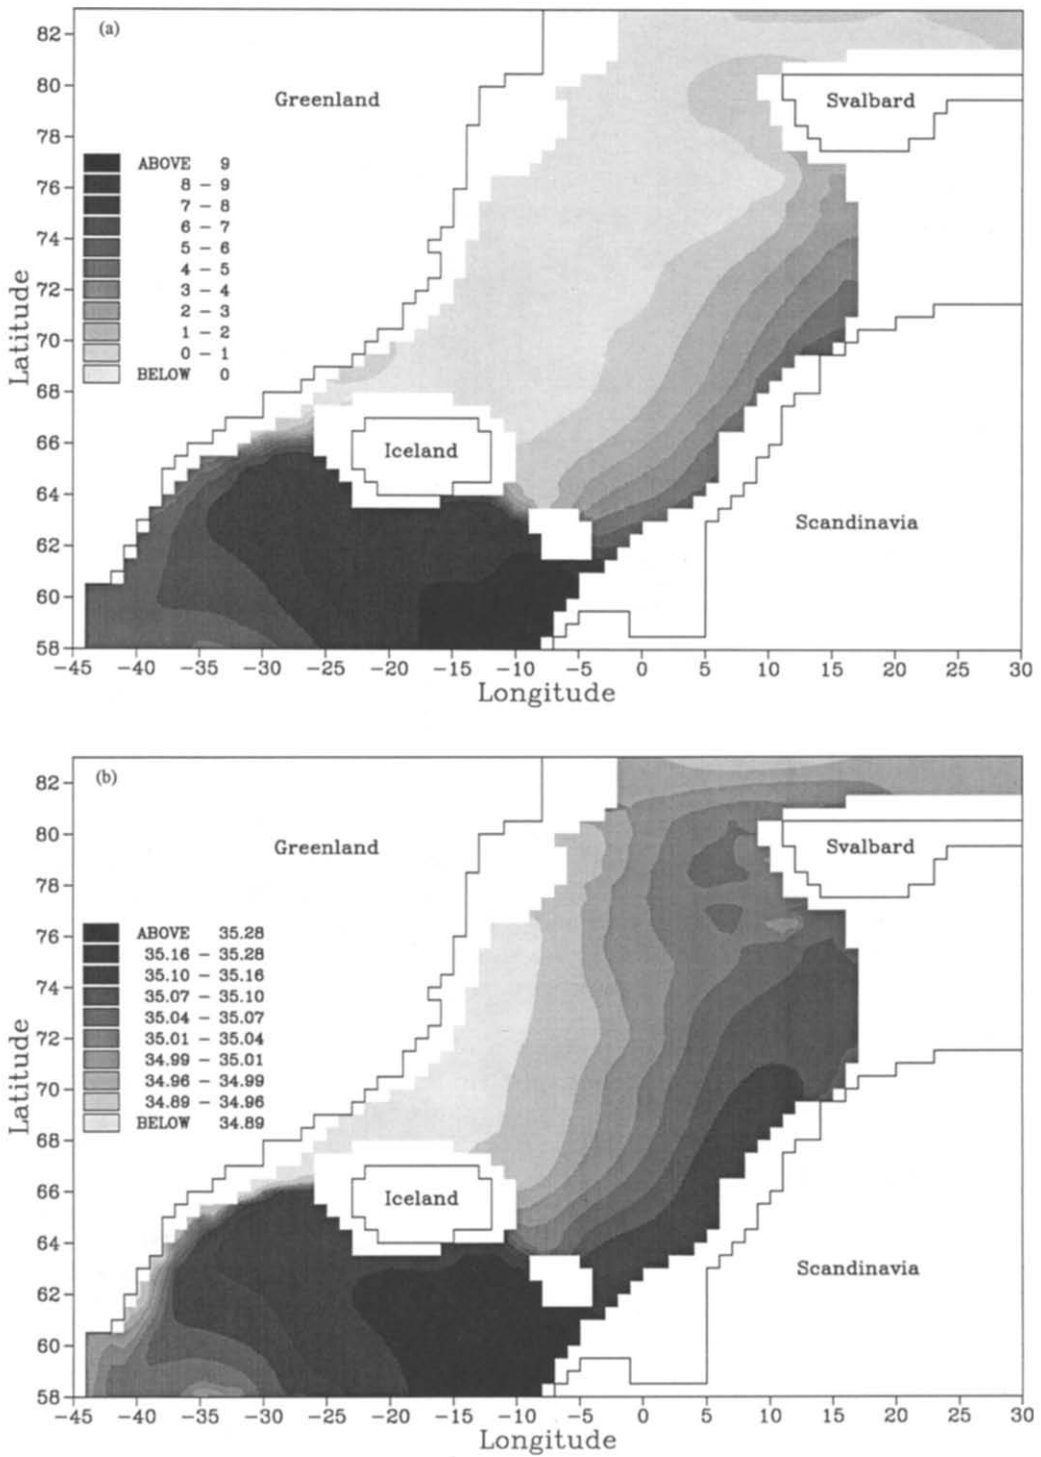 (a)
82
80
78
76
74
72
70
68
66
64
62
60
58
Latitude
Greenland
Svalbard
Iceland
Scandinavia
ABOVE 9
8 – 9
7 – 8
6 – 7
5 – 6
4 – 5
3 – 4
2 – 3
1 – 2
0 – 1
BELOW 0
−45 −40 −35 −30 −25 −20 −15 −10 −5 0 5 10 15 20 25 30
Longitude
(b)
82
80
78
76
74
72
70
68
66
64
62
60
58
Latitude
Greenland
Svalbard
Iceland
Scandinavia
ABOVE 35.28
35.16 – 35.28
35.10 – 35.16
35.07 – 35.10
35.04 – 35.07
35.01 – 35.04
34.99 – 35.01
34.96 – 34.99
34.89 – 34.96
BELOW 34.89
−45 −40 −35 −30 −25 −20 −15 −10 −5 0 5 10 15 20 25 30
Longitude